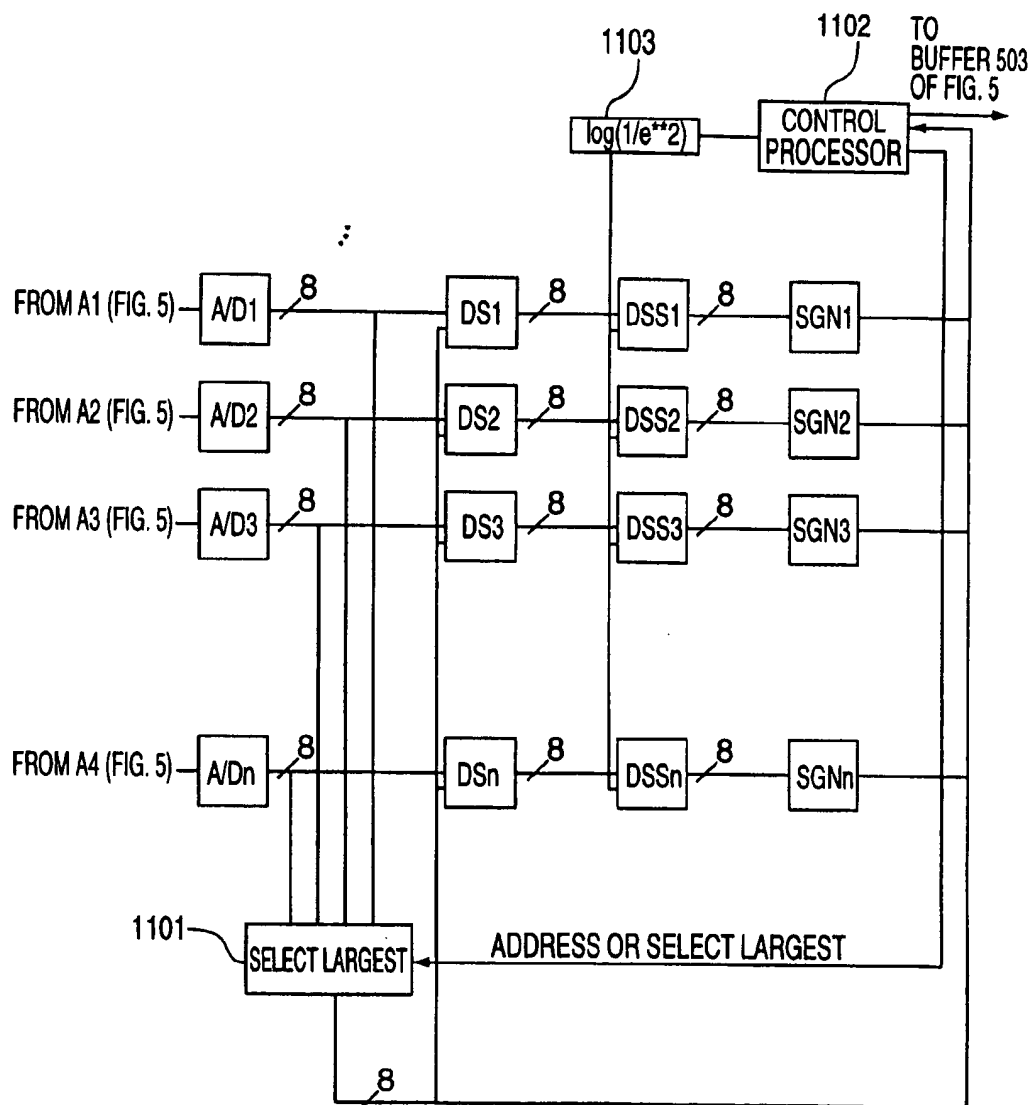 1103
1102
TO
BUFFER 503
OF FIG. 5
log(1/e**2)
CONTROL
PROCESSOR
FROM A1 (FIG. 5)
A/D1
8
DS1
8
DSS1
8
SGN1
FROM A2 (FIG. 5)
A/D2
8
DS2
8
DSS2
8
SGN2
FROM A3 (FIG. 5)
A/D3
8
DS3
8
DSS3
8
SGN3
FROM A4 (FIG. 5)
A/Dn
8
DSn
8
DSSn
8
SGNn
1101
SELECT LARGEST
ADDRESS OR SELECT LARGEST
8